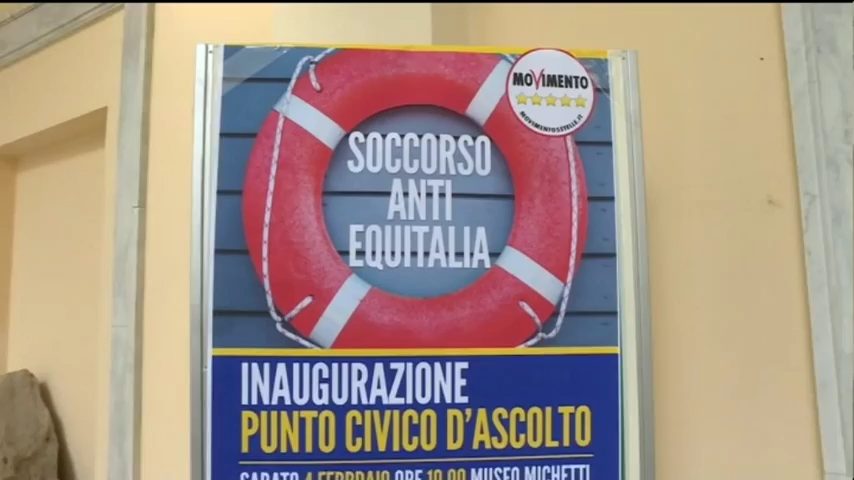 MOVIMENTO
MOVIMENTO5STELLE.IT
SOCCORSO
ANTI
EQUITALIA
INAUGURAZIONE
PUNTO CIVICO D'ASCOLTO
SABATO 4 FEBBRAIO ORE 10.00 MUSEO MICHETTI